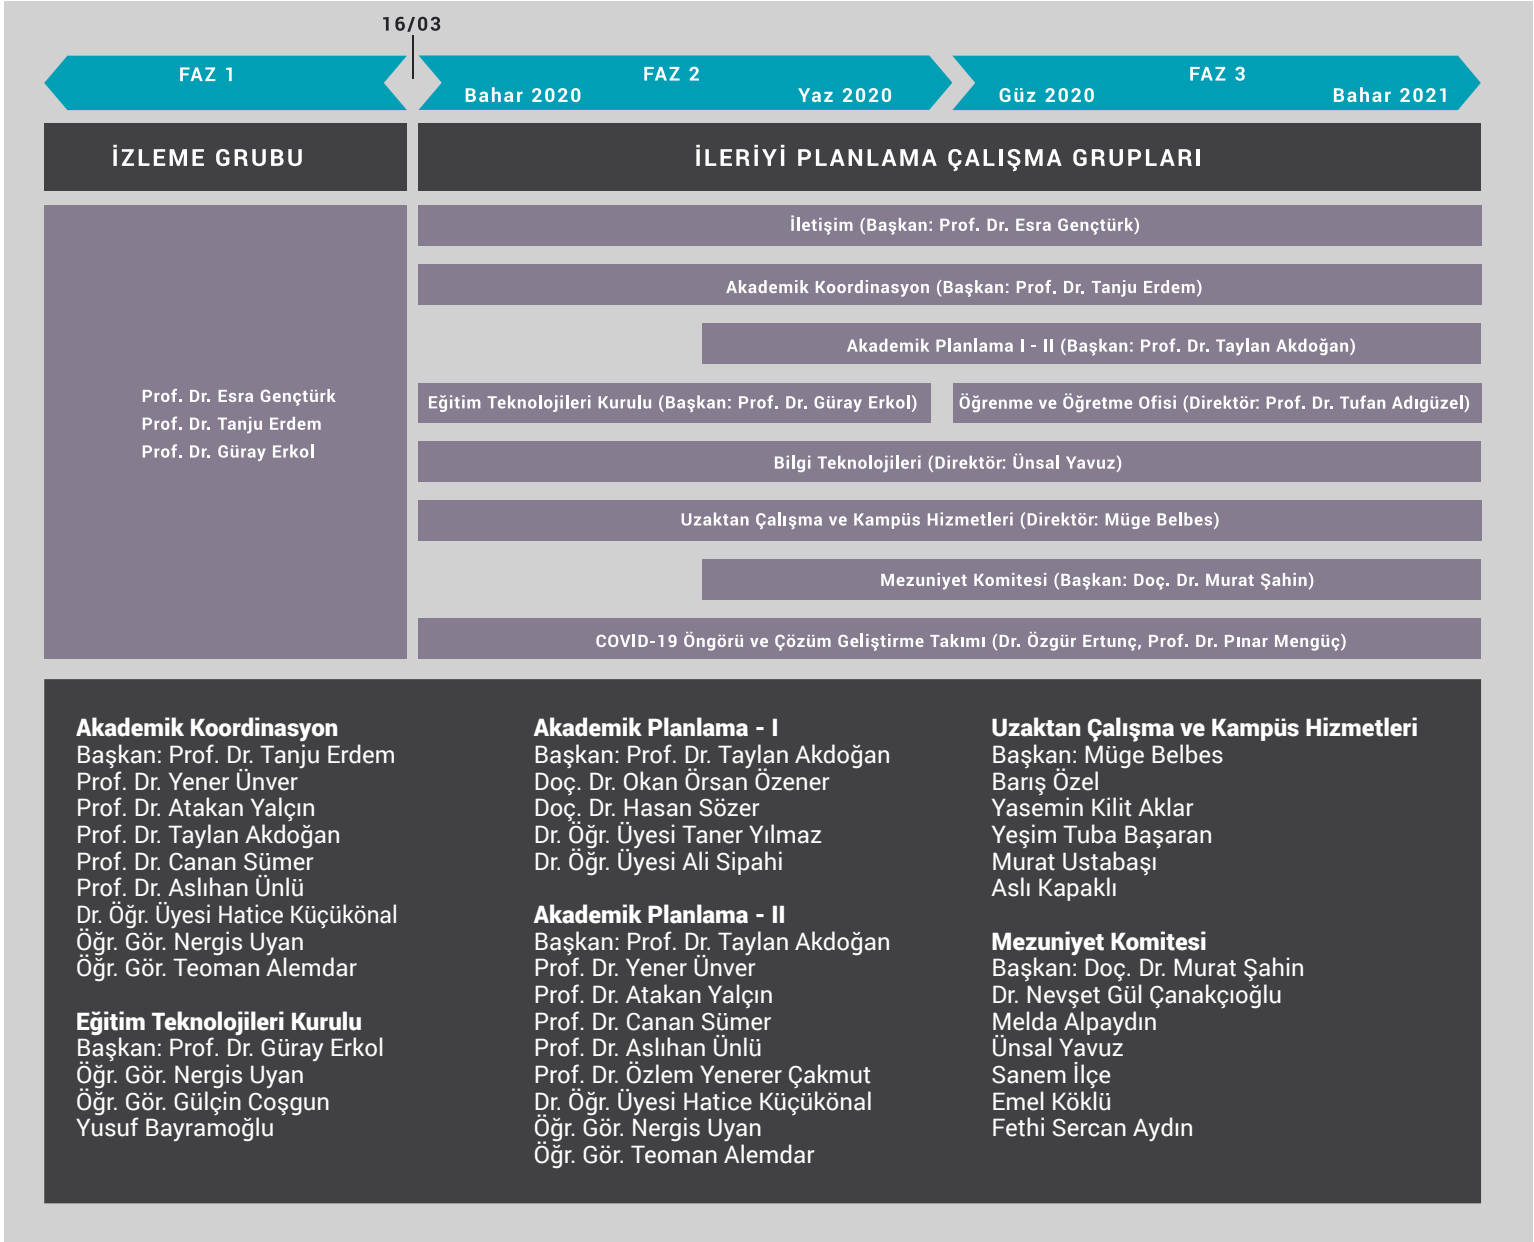 16/03
FAZ 1
FAZ 2
Bahar 2020
Yaz 2020
FAZ 3
Güz 2020
Bahar 2021
İZLEME GRUBU
İLERİYİ PLANLAMA ÇALIŞMA GRUPLARI
Prof. Dr. Esra Gençtürk
Prof. Dr. Tanju Erdem
Prof. Dr. Güray Erkol
İletişim (Başkan: Prof. Dr. Esra Gençtürk)
Akademik Koordinasyon (Başkan: Prof. Dr. Tanju Erdem)
Akademik Planlama I - II (Başkan: Prof. Dr. Taylan Akdoğan)
Eğitim Teknolojileri Kurulu (Başkan: Prof. Dr. Güray Erkol)
Öğrenme ve Öğretme Ofisi (Direktör: Prof. Dr. Tufan Adıgüzel)
Bilgi Teknolojileri (Direktör: Ünsal Yavuz)
Uzaktan Çalışma ve Kampüs Hizmetleri (Direktör: Müge Belbes)
Mezuniyet Komitesi (Başkan: Doç. Dr. Murat Şahin)
COVID-19 Öngörü ve Çözüm Geliştirme Takımı (Dr. Özgür Ertunç, Prof. Dr. Pınar Mengüç)
Akademik Koordinasyon
Başkan: Prof. Dr. Tanju Erdem
Prof. Dr. Yener Ünver
Prof. Dr. Atakan Yalçın
Prof. Dr. Taylan Akdoğan
Prof. Dr. Canan Sümer
Prof. Dr. Aslıhan Ünlü
Dr. Öğr. Üyesi Hatice Küçükönal
Öğr. Gör. Nergis Uyan
Öğr. Gör. Teoman Alemdar
Eğitim Teknolojileri Kurulu
Başkan: Prof. Dr. Güray Erkol
Öğr. Gör. Nergis Uyan
Öğr. Gör. Gülçin Coşgun
Yusuf Bayramoğlu
Akademik Planlama - I
Başkan: Prof. Dr. Taylan Akdoğan
Doç. Dr. Okan Örsan Özener
Doç. Dr. Hasan Sözer
Dr. Öğr. Üyesi Taner Yılmaz
Dr. Öğr. Üyesi Ali Sipahi
Akademik Planlama - II
Başkan: Prof. Dr. Taylan Akdoğan
Prof. Dr. Yener Ünver
Prof. Dr. Atakan Yalçın
Prof. Dr. Canan Sümer
Prof. Dr. Aslıhan Ünlü
Prof. Dr. Özlem Yenerer Çakmut
Dr. Öğr. Üyesi Hatice Küçükönal
Öğr. Gör. Nergis Uyan
Öğr. Gör. Teoman Alemdar
Uzaktan Çalışma ve Kampüs Hizmetleri
Başkan: Müge Belbes
Barış Özel
Yasemin Kilit Aklar
Yeşim Tuba Başaran
Murat Ustabaşı
Aslı Kapaklı
Mezuniyet Komitesi
Başkan: Doç. Dr. Murat Şahin
Dr. Nevşet Gül Çanakçıoğlu
Melda Alpaydın
Ünsal Yavuz
Sanem İlçe
Emel Köklü
Fethi Sercan Aydın